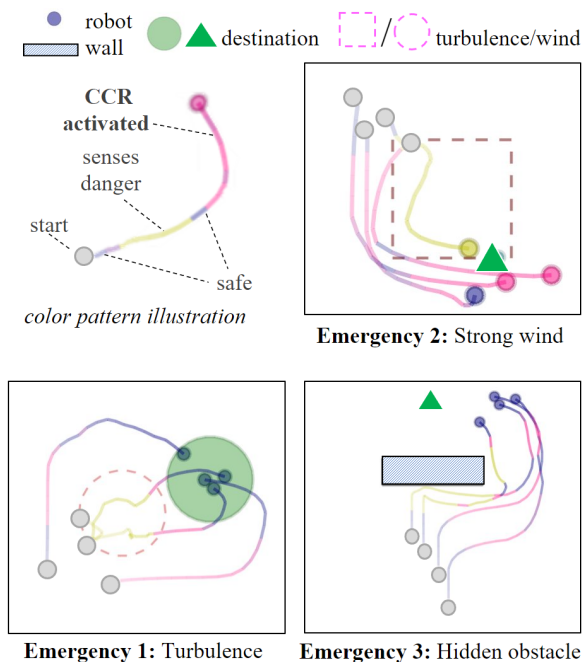 robot
wall
destination
/
turbulence/wind
CCR
activated
senses
danger
start
safe
color pattern illustration
Emergency 2: Strong wind
Emergency 1: Turbulence
Emergency 3: Hidden obstacle